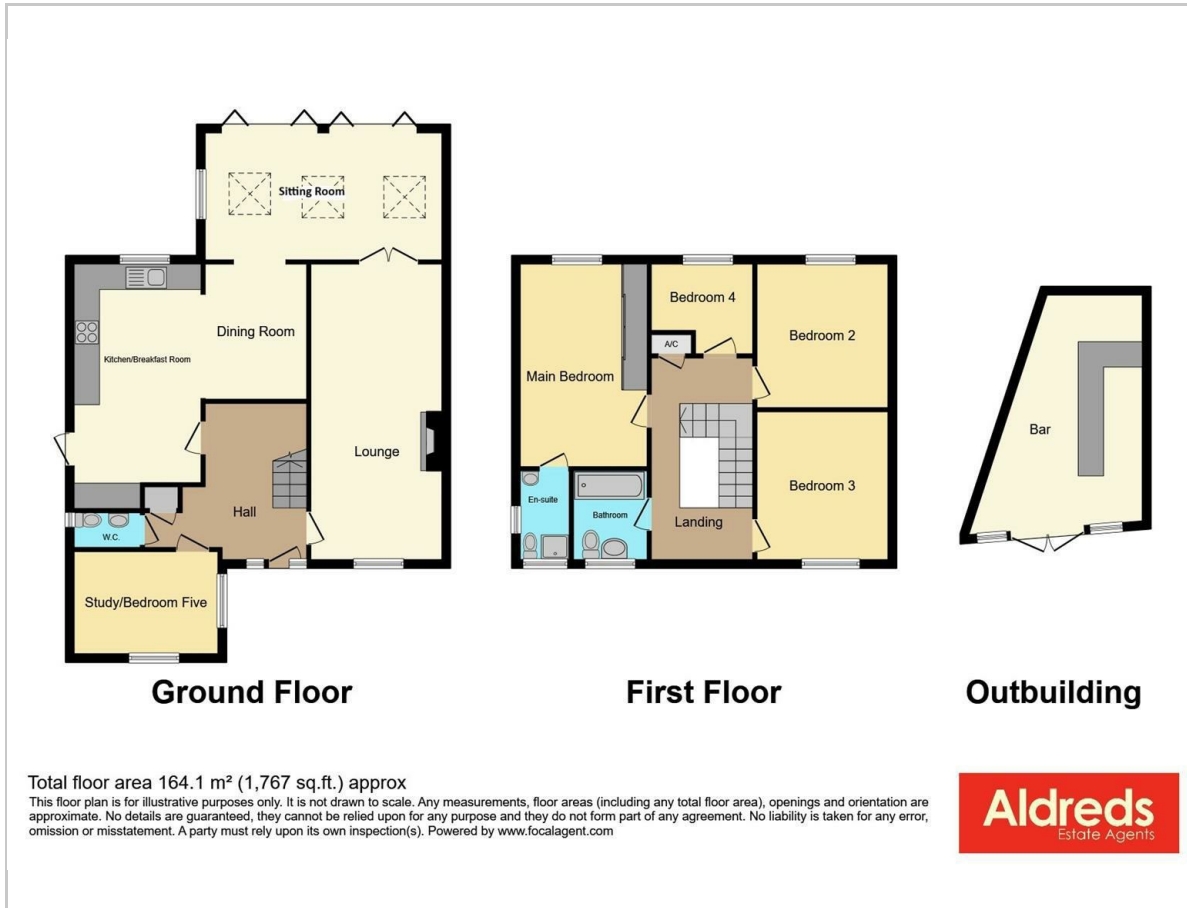 Sitting Room
Dining Room
Kitchen/Breakfast Room
Lounge
Hall
W.C.
Study/Bedroom Five
Ground Floor
Bedroom 4
A/C
Bedroom 2
Main Bedroom
Bedroom 3
En-suite
Bathroom
Landing
First Floor
Bar
Outbuilding
Total floor area 164.1 m² (1,767 sq.ft.) approx
This floor plan is for illustrative purposes only. It is not drawn to scale. Any measurements, floor areas (including any total floor area), openings and orientation are
approximate. No details are guaranteed, they cannot be relied upon for any purpose and they do not form part of any agreement. No liability is taken for any error,
omission or misstatement. A party must rely upon its own inspection(s). Powered by www.focalagent.com
Aldreds
Estate Agents